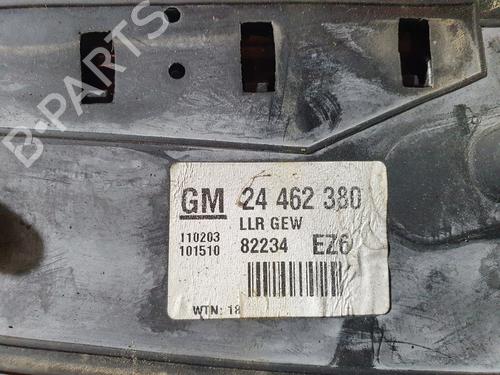 B-PARTS
GM 24 462 380
LLR GEW
110203
101510 82234 EZ6
WTN: 18